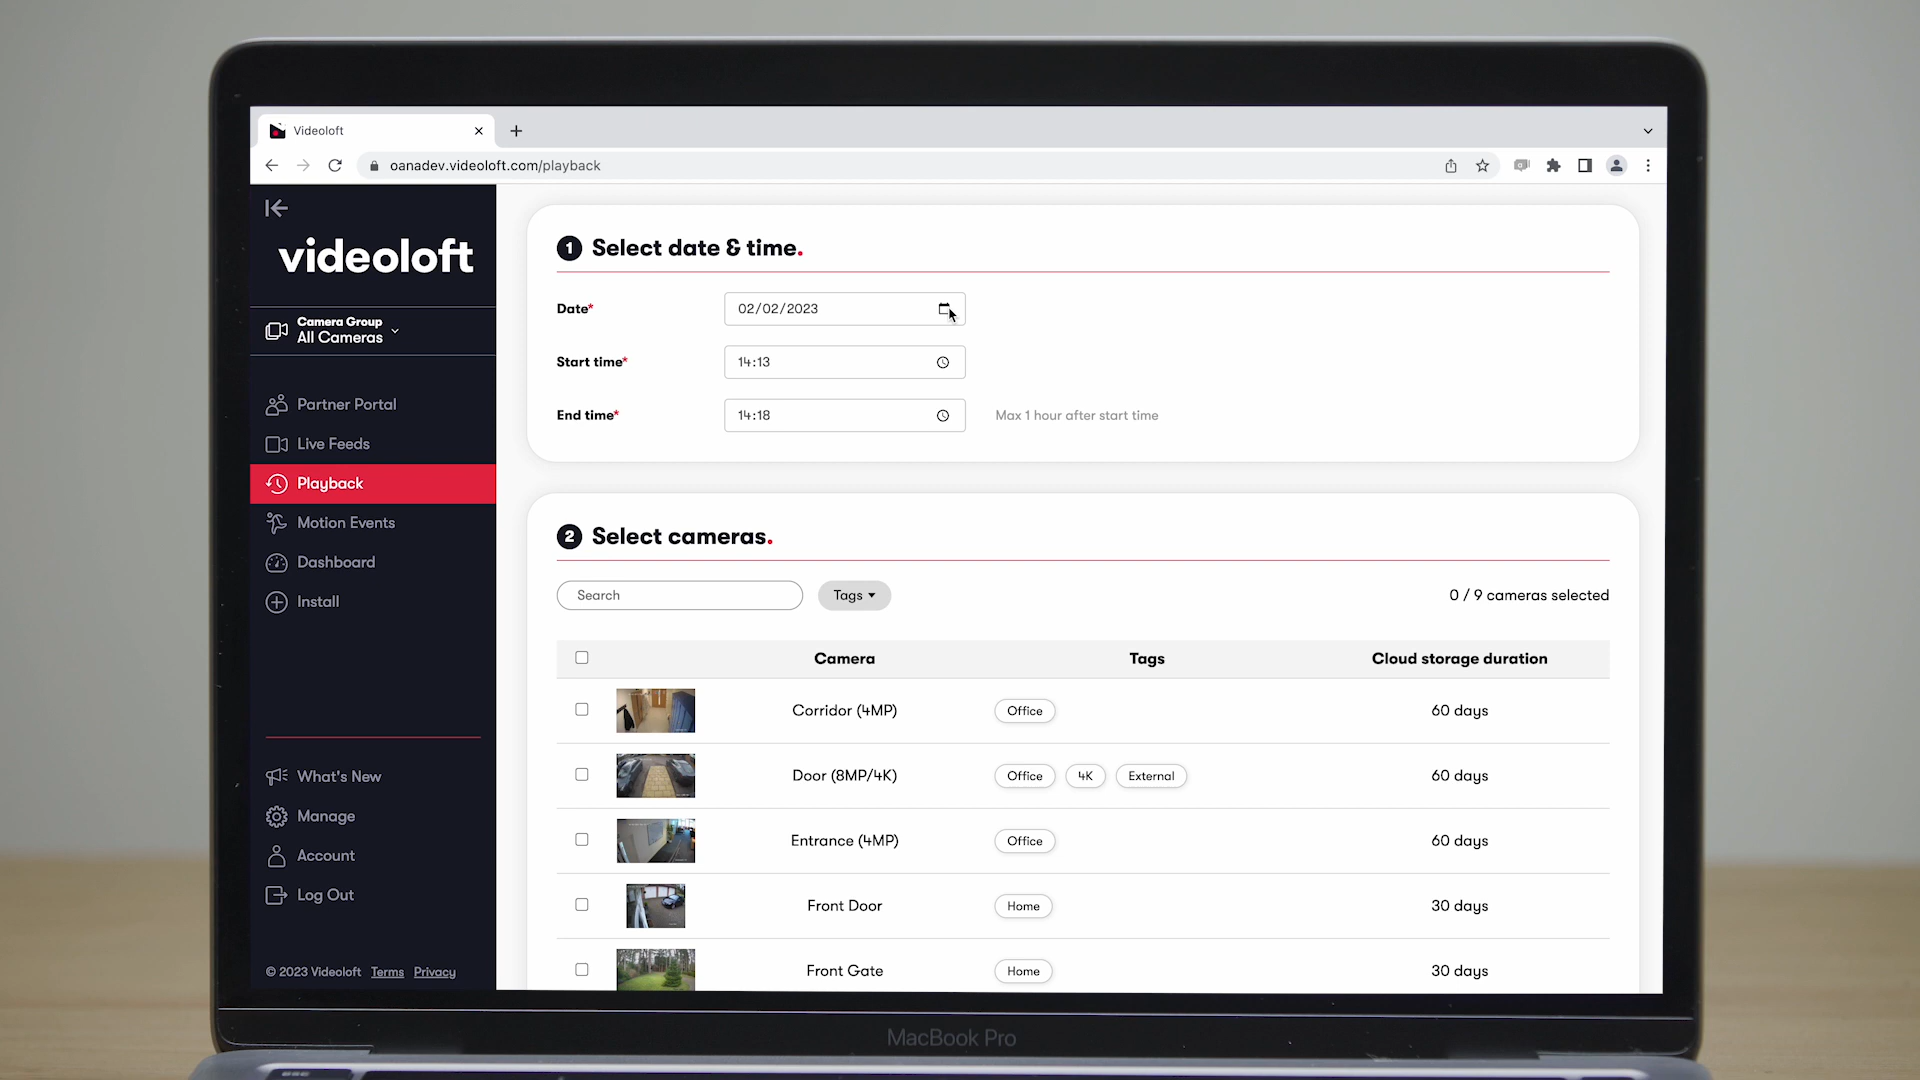 Videoloft
oanadev.videoloft.com/playback
videoloft
Camera Group
All Cameras
Partner Portal
Live Feeds
Playback
Motion Events
Dashboard
Install
What's New
Manage
Account
Log Out
© 2023 Videoloft Terms Privacy
1 Select date & time.
Date* 02/02/2023
Start time* 14:13
End time* 14:18 Max 1 hour after start time
2 Select cameras.
Search Tags 0 / 9 cameras selected
Camera Tags Cloud storage duration
Corridor (4MP) Office 60 days
Door (8MP/4K) Office 4K External 60 days
Entrance (4MP) Office 60 days
Front Door Home 30 days
Front Gate Home 30 days
MacBook Pro
esc